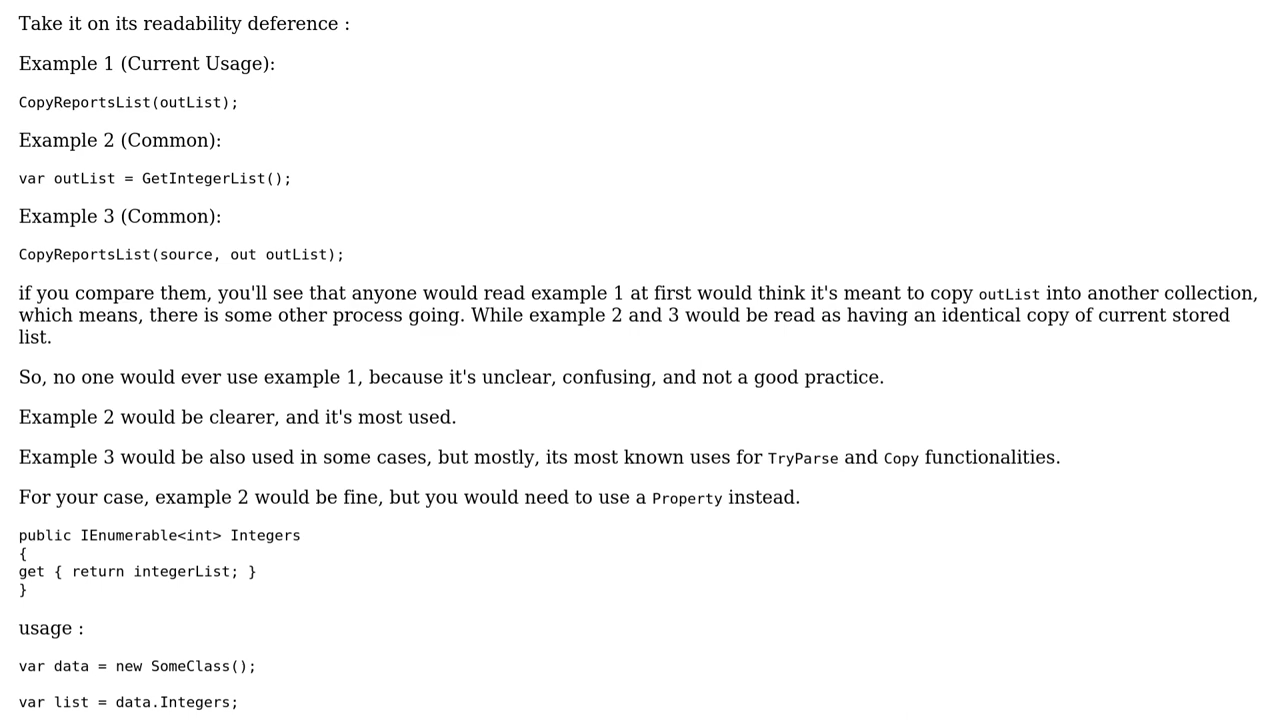 Take it on its readability deference :
Example 1 (Current Usage):
CopyReportsList(outList);
Example 2 (Common):
var outList = GetIntegerList();
Example 3 (Common):
CopyReportsList(source, out outList);
if you compare them, you'll see that anyone would read example 1 at first would think it's meant to copy outList into another collection,
which means, there is some other process going. While example 2 and 3 would be read as having an identical copy of current stored
list.
So, no one would ever use example 1, because it's unclear, confusing, and not a good practice.
Example 2 would be clearer, and it's most used.
Example 3 would be also used in some cases, but mostly, its most known uses for TryParse and Copy functionalities.
For your case, example 2 would be fine, but you would need to use a Property instead.
public IEnumerable<int> Integers
{
get { return integerList; }
}
usage :
var data = new SomeClass();
var list = data.Integers;